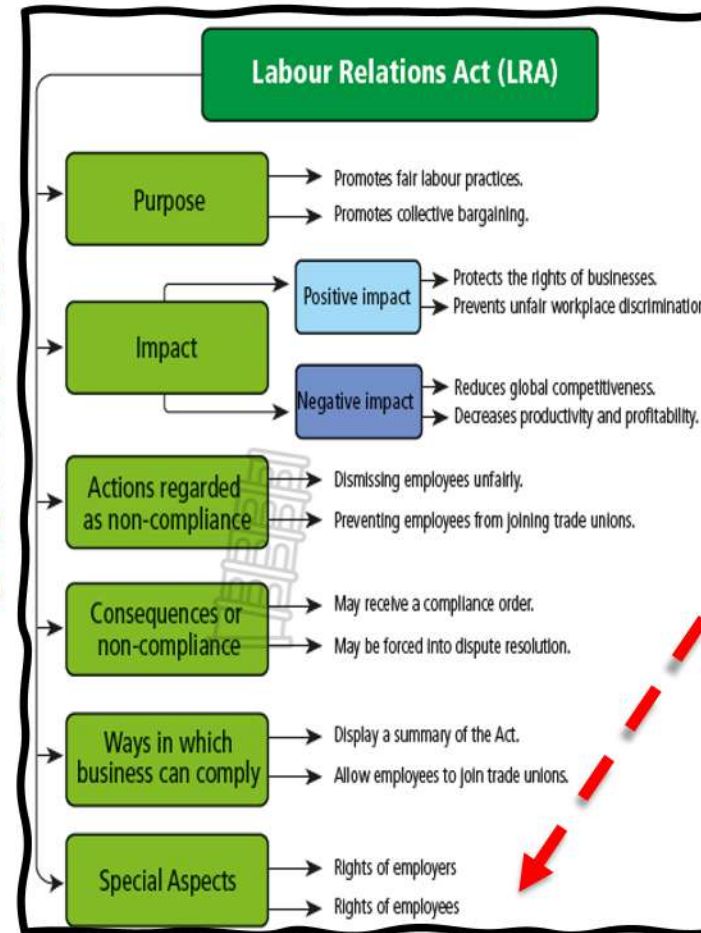 Labour Relations Act (LRA)
Purpose
Promotes fair labour practices.
Promotes collective bargaining.
Impact
Positive impact
Protects the rights of businesses.
Prevents unfair workplace discrimination
Negative impact
Reduces global competitiveness.
Decreases productivity and profitability.
Actions regarded
as non-compliance
Dismissing employees unfairly.
Preventing employees from joining trade unions.
Consequences or
non-compliance
May receive a compliance order.
May be forced into dispute resolution.
Ways in which
business can comply
Display a summary of the Act.
Allow employees to join trade unions.
Special Aspects
Rights of employers
Rights of employees